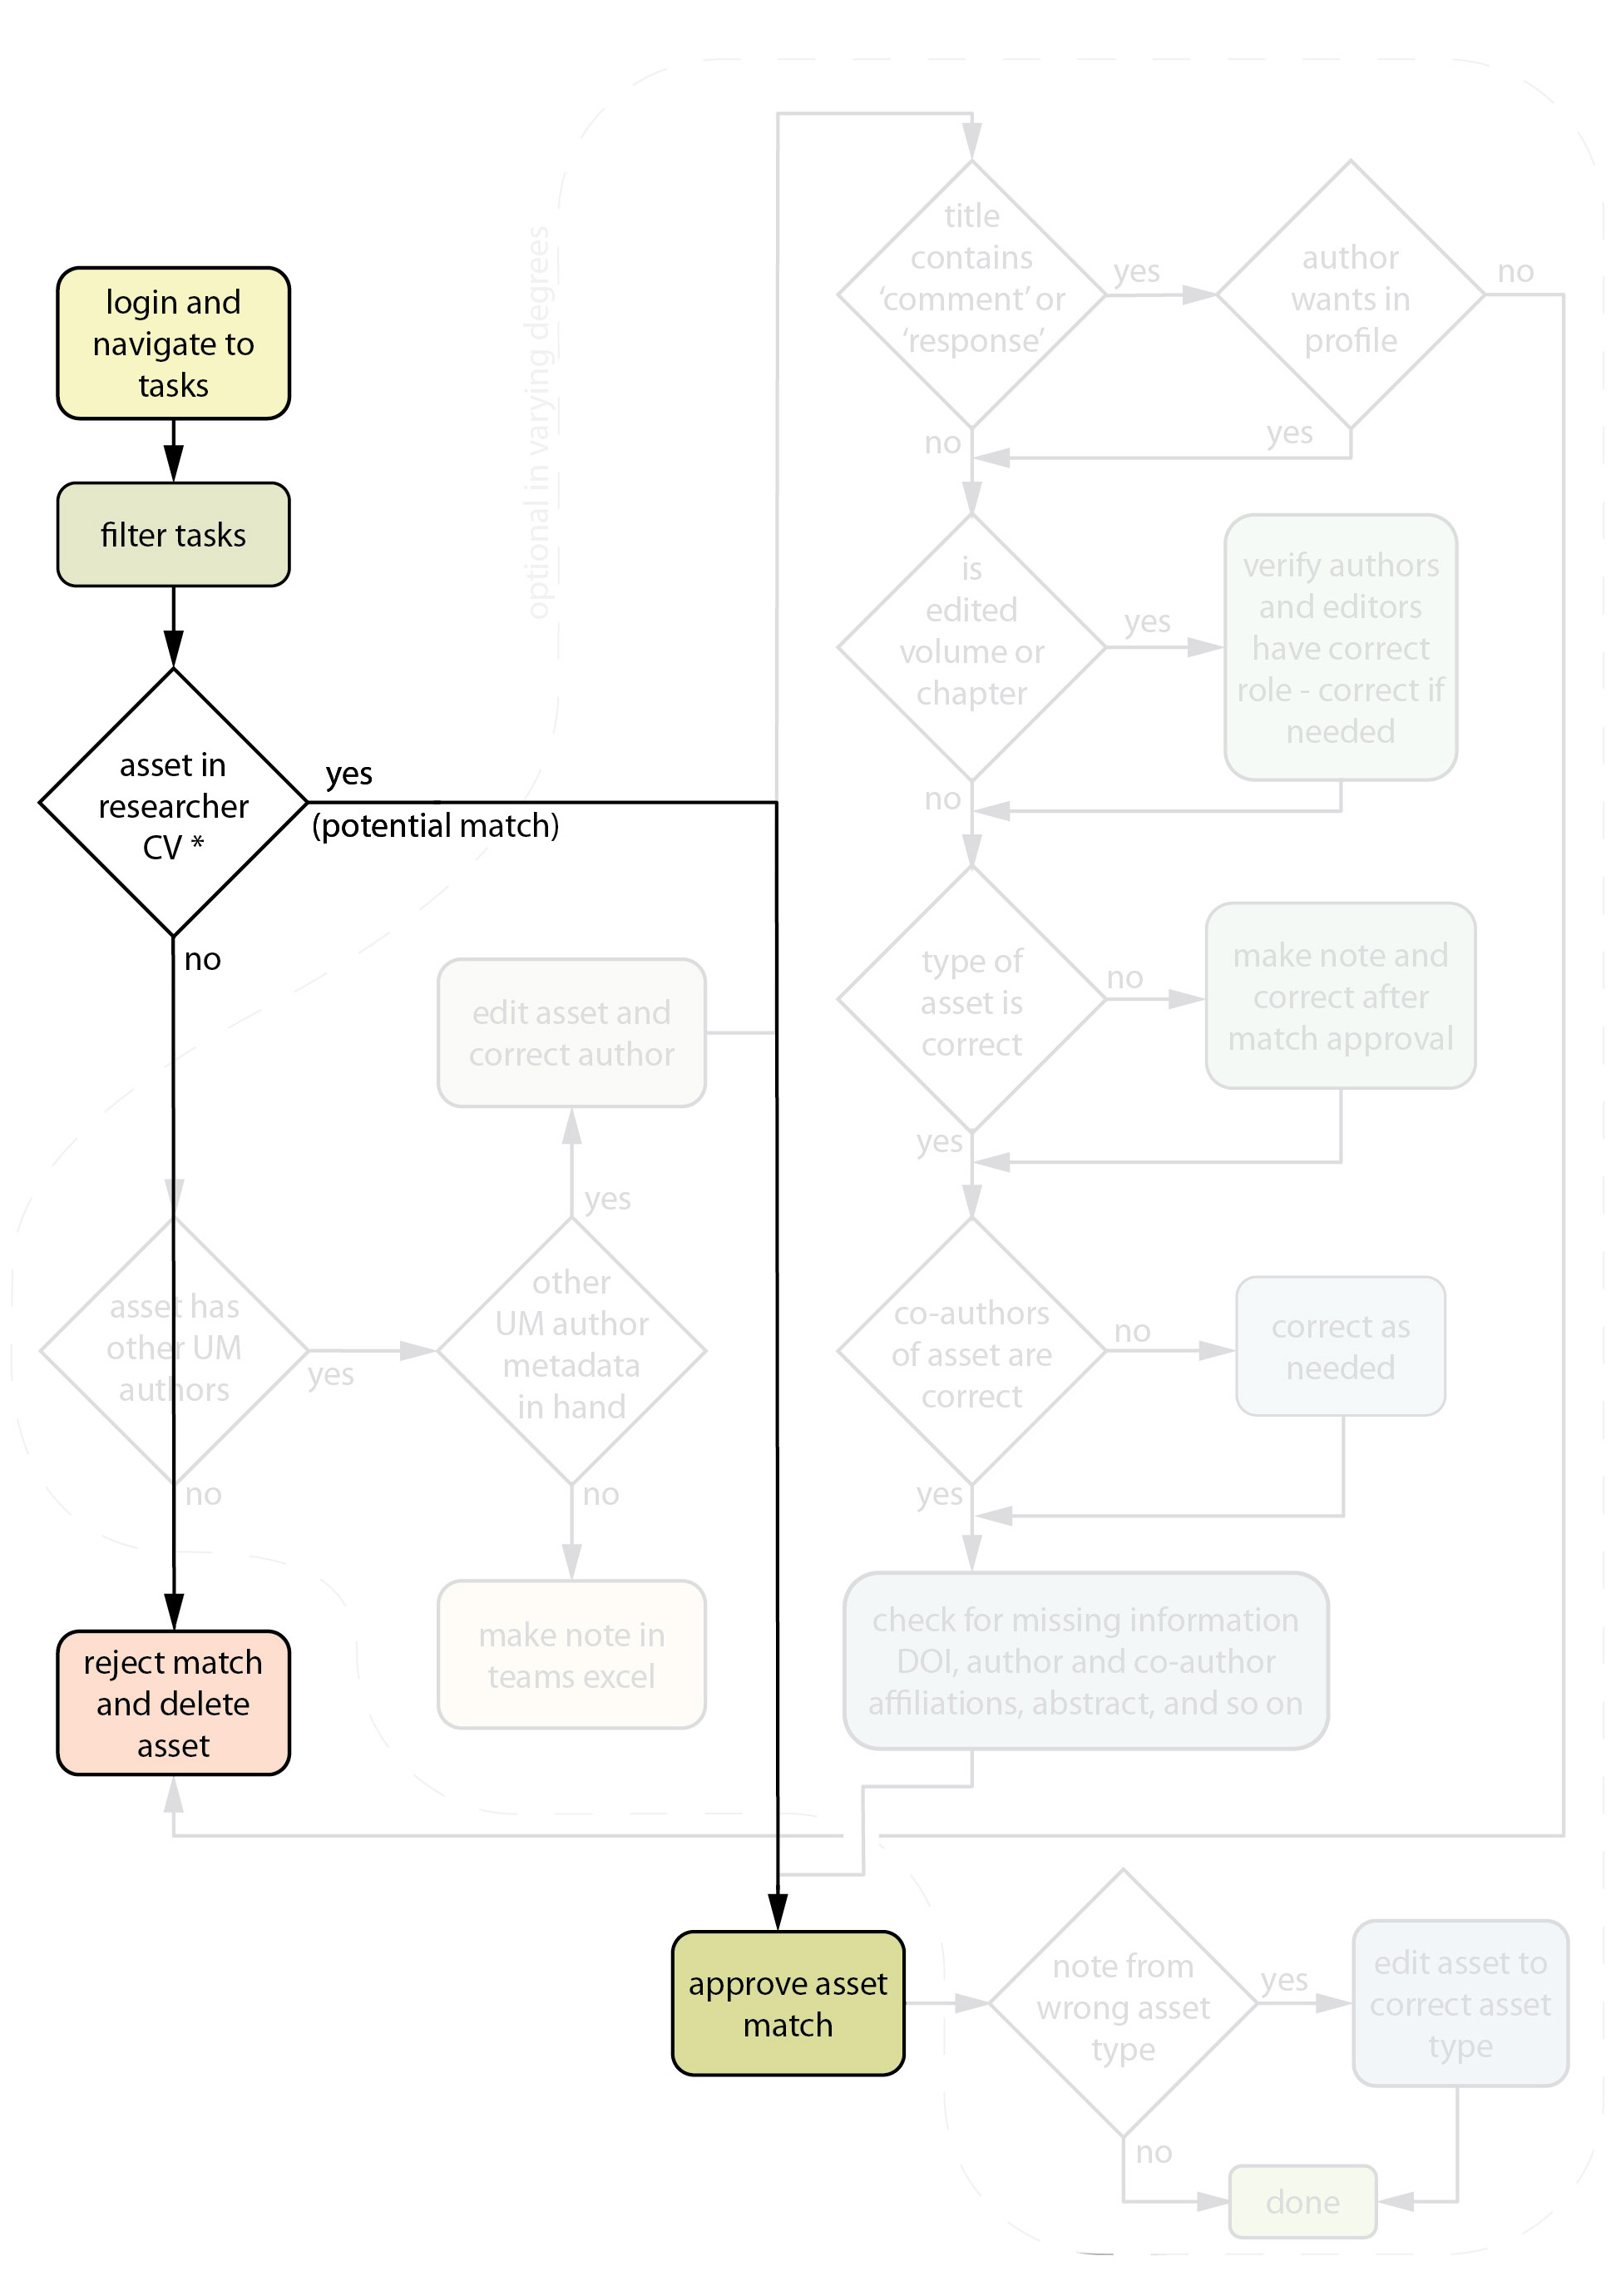 login and
navigate to
tasks
filter tasks
asset in
researcher
CV *
yes
(potential match)
no
reject match
and delete
asset
approve asset
match
optional in varying degrees
title
contains
‘comment’ or
‘response’
yes
author
wants in
profile
no
yes
no
is
edited
volume or
chapter
yes
verify authors
and editors
have correct
role - correct if
needed
no
type of
asset is
correct
no
make note and
correct after
match approval
yes
edit asset and
correct author
yes
asset has
other UM
authors
yes
no
other
UM author
metadata
in hand
no
make note in
teams excel
co-authors
of asset are
correct
no
correct as
needed
yes
check for missing information
DOI, author and co-author
affiliations, abstract, and so on
note from
wrong asset
type
yes
edit asset to
correct asset
type
no
done